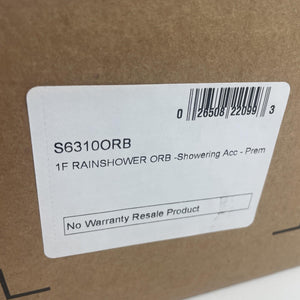 0 26508 22099 3
S6310ORB
1F RAINSHOWER ORB -Showering Acc - Prem
No Warranty Resale Product